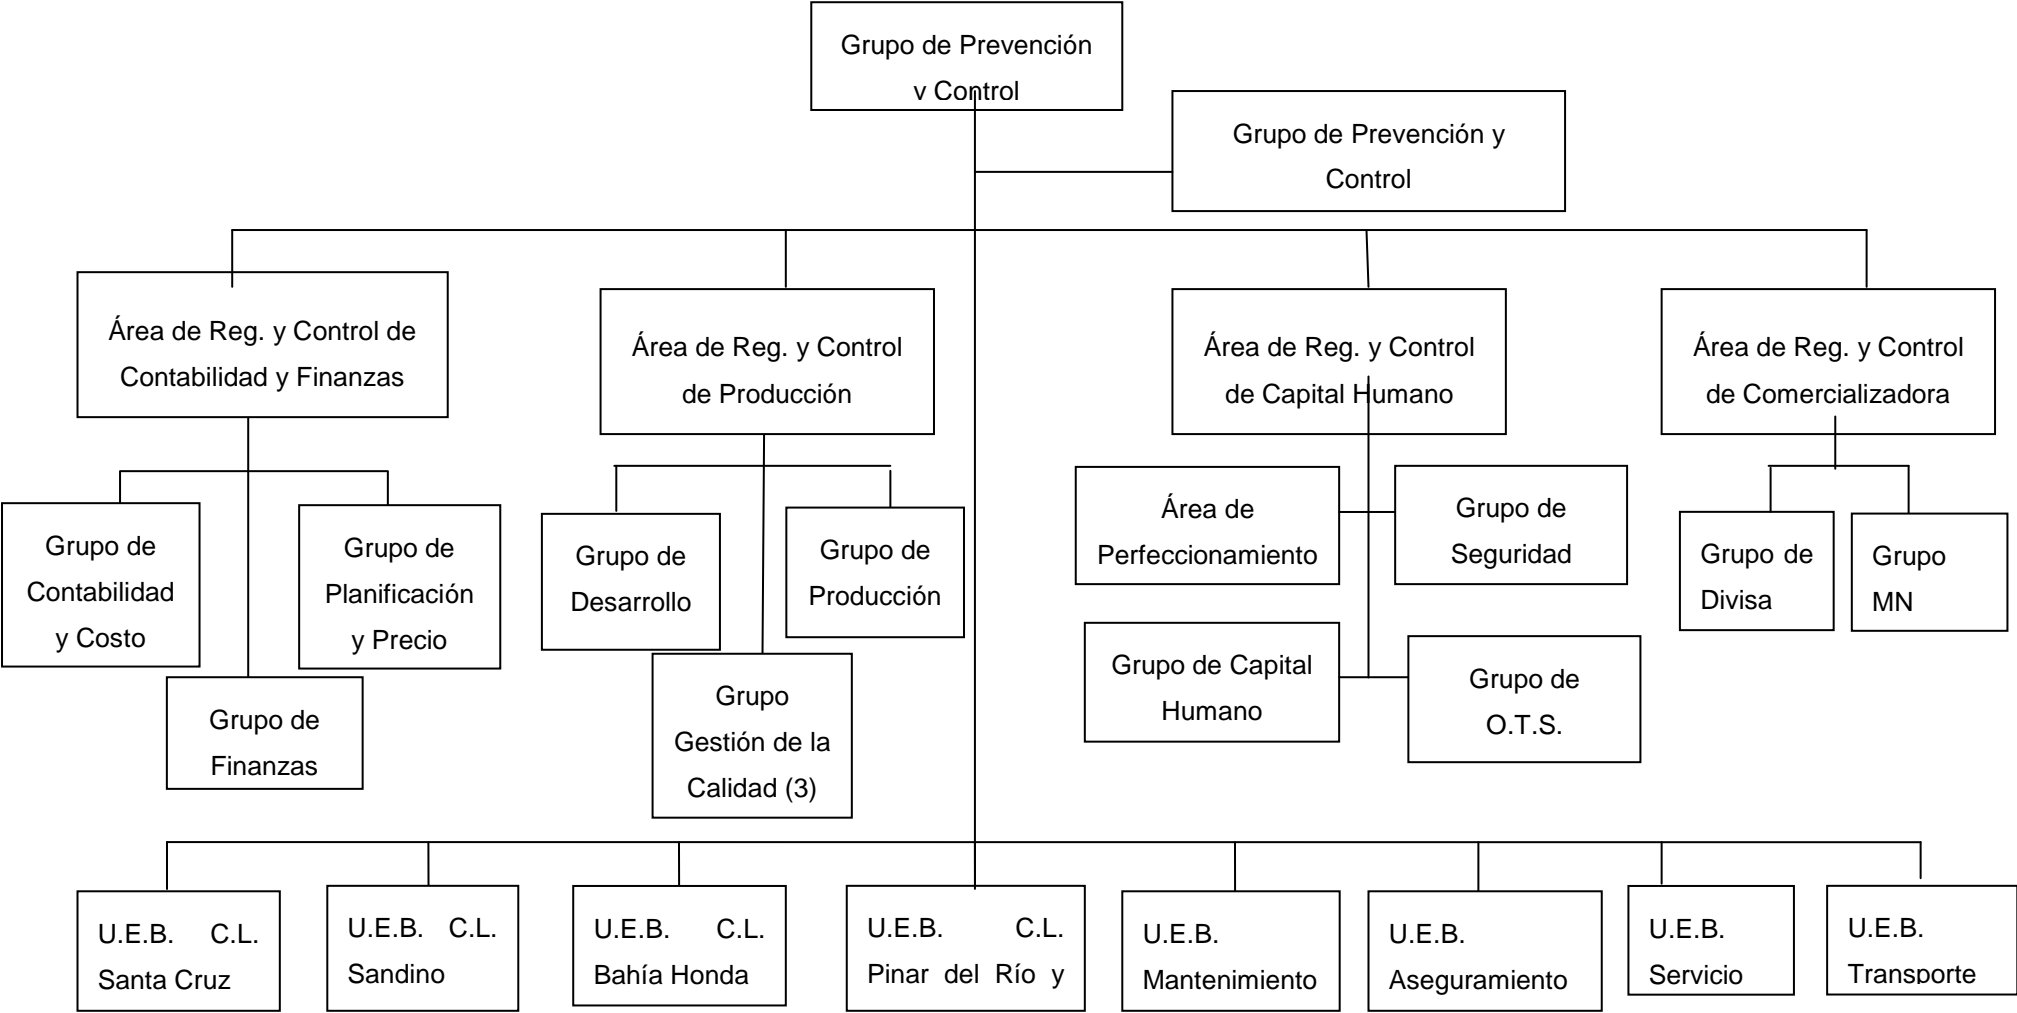 Grupo de Prevención
y Control
Grupo de Prevención y
Control
Área de Reg. y Control de
Contabilidad y Finanzas
Área de Reg. y Control
de Producción
Área de Reg. y Control
de Capital Humano
Área de Reg. y Control
de Comercializadora
Grupo de
Contabilidad
y Costo
Grupo de
Planificación
y Precio
Grupo de
Finanzas
Grupo de
Desarrollo
Grupo de
Producción
Grupo
Gestión de la
Calidad (3)
Área de
Perfeccionamiento
Grupo de
Seguridad
Grupo de Capital
Humano
Grupo de
O.T.S.
Grupo de
Divisa
Grupo
MN
U.E.B. C.L.
Santa Cruz
U.E.B. C.L.
Sandino
U.E.B. C.L.
Bahía Honda
U.E.B. C.L.
Pinar del Río y
U.E.B.
Mantenimiento
U.E.B.
Aseguramiento
U.E.B.
Servicio
U.E.B.
Transporte